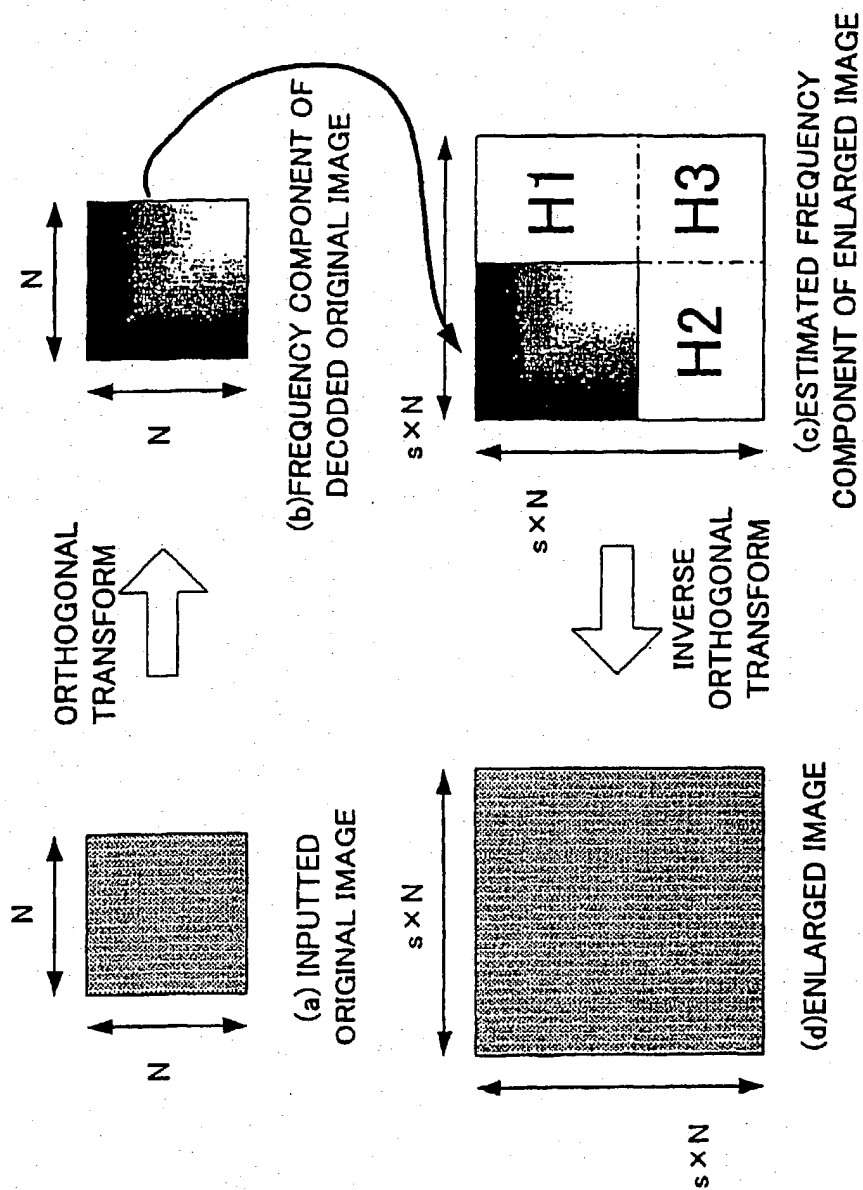 N
N
(a) INPUTTED
ORIGINAL IMAGE
ORTHOGONAL
TRANSFORM
N
N
(b)FREQUENCY COMPONENT OF
DECODED ORIGINAL IMAGE
s×N
s×N
H1
H2
H3
(c)ESTIMATED FREQUENCY
COMPONENT OF ENLARGED IMAGE
INVERSE
ORTHOGONAL
TRANSFORM
s×N
s×N
(d)ENLARGED IMAGE